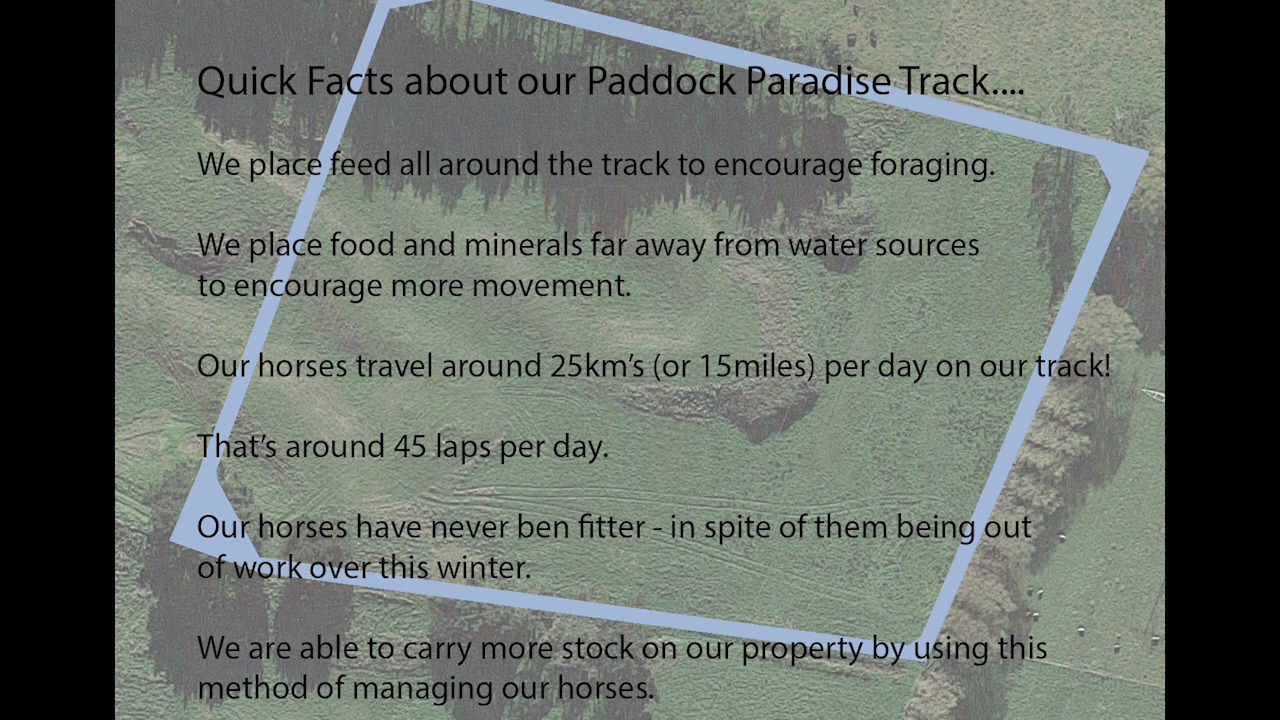 Quick Facts about our Paddock Paradise Track....
We place feed all around the track to encourage foraging.
We place food and minerals far away from water sources
to encourage more movement.
Our horses travel around 25km’s (or 15miles) per day on our track!
That’s around 45 laps per day.
Our horses have never ben fitter - in spite of them being out
of work over this winter.
We are able to carry more stock on our property by using this
method of managing our horses.